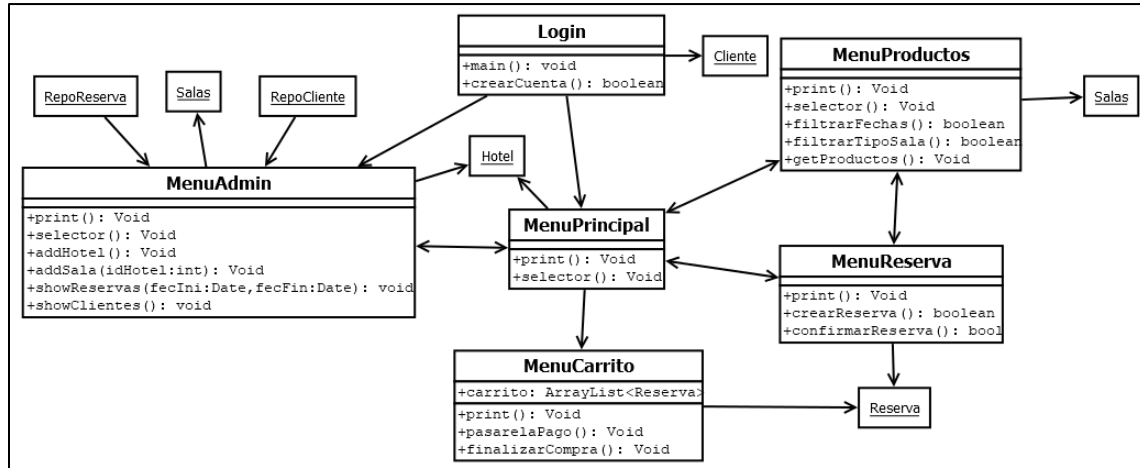 Login
+main(): void
+crearCuenta(): boolean
Cliente
MenuProductos
+print(): Void
+selector(): Void
+filtrarFechas(): boolean
+filtrarTipoSala(): boolean
+getProductos(): Void
Salas
RepoReserva
Salas
RepoCliente
Hotel
MenuAdmin
+print(): Void
+selector(): Void
+addHotel(): Void
+addSala(idHotel:int): Void
+showReservas(fecIni:Date,fecFin:Date): void
+showClientes(): void
MenuPrincipal
+print(): Void
+selector(): Void
MenuReserva
+print(): Void
+crearReserva(): boolean
+confirmarReserva(): bool
MenuCarrito
+carrito: ArrayList<Reserva>
+print(): Void
+pasarelaPago(): Void
+finalizarCompra(): Void
Reserva